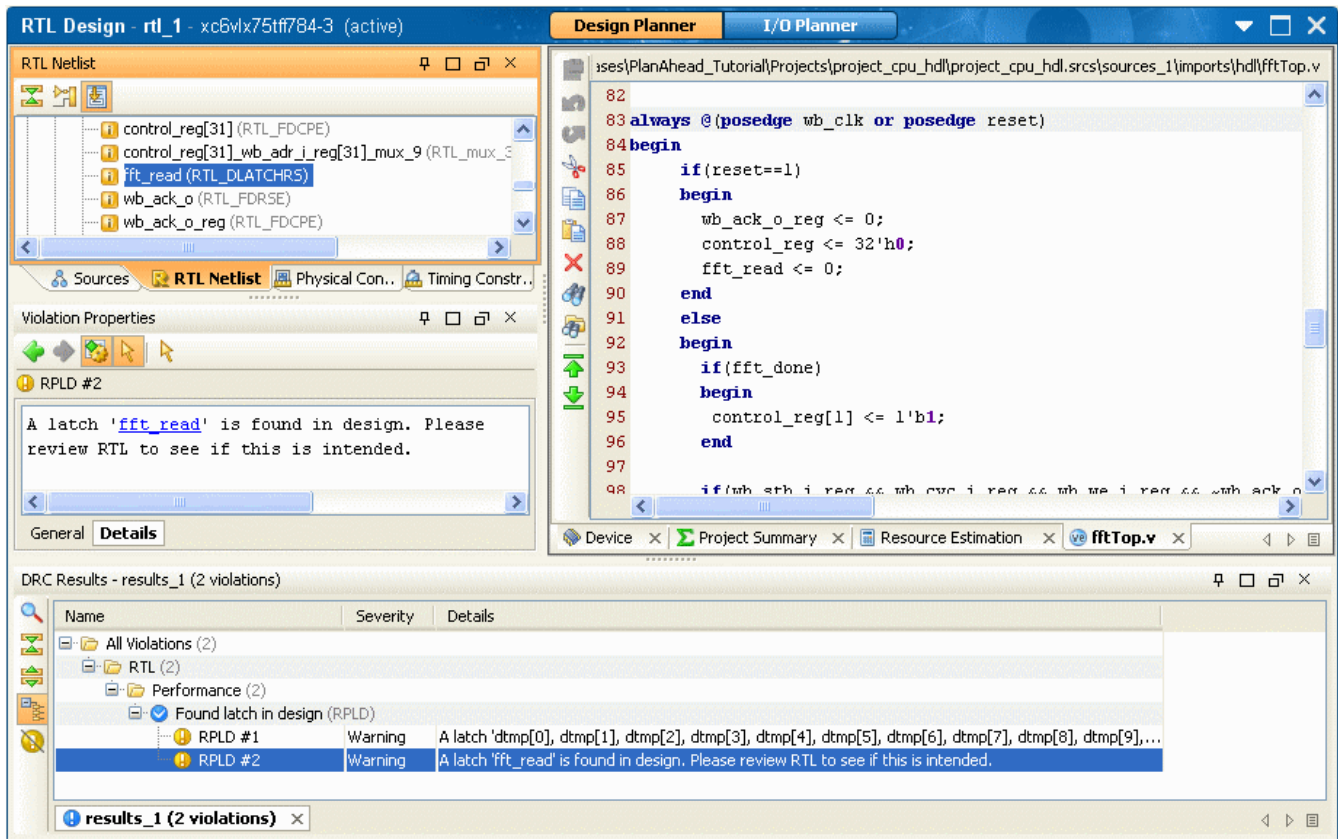 RTL Design - rtl_1 - xc6vlx75tff784-3 (active)
Design Planner
I/O Planner
RTL Netlist
control_reg[31] (RTL_FDCPE)
control_reg[31]_wb_adr_i_reg[31]_mux_9 (RTL_mux_3
fft_read (RTL_DLATCHRS)
wb_ack_o (RTL_FDRSE)
wb_ack_o_reg (RTL_FDCPE)
Sources
RTL Netlist
Physical Con..
Timing Constr..
Violation Properties
RPLD #2
A latch 'fft_read' is found in design. Please
review RTL to see if this is intended.
General
Details
ases\PlanAhead_Tutorial\Projects\project_cpu_hdl\project_cpu_hdl.srcs\sources_1\imports\hdl\fftTop.v
82
83 always @(posedge wb_clk or posedge reset)
84 begin
85 if(reset==1)
86 begin
87 wb_ack_o_reg <= 0;
88 control_reg <= 32'h0;
89 fft_read <= 0;
90 end
91 else
92 begin
93 if(fft_done)
94 begin
95 control_reg[1] <= 1'b1;
96 end
97
98 if(wb_stb_i_reg && wb_cyc_i_reg && wb_we_i_reg && ~wb_ack_o
Device
Project Summary
Resource Estimation
fftTop.v
DRC Results - results_1 (2 violations)
Name Severity Details
All Violations (2)
RTL (2)
Performance (2)
Found latch in design (RPLD)
RPLD #1 Warning A latch 'dtmp[0], dtmp[1], dtmp[2], dtmp[3], dtmp[4], dtmp[5], dtmp[6], dtmp[7], dtmp[8], dtmp[9],...
RPLD #2 Warning A latch 'fft_read' is found in design. Please review RTL to see if this is intended.
results_1 (2 violations)